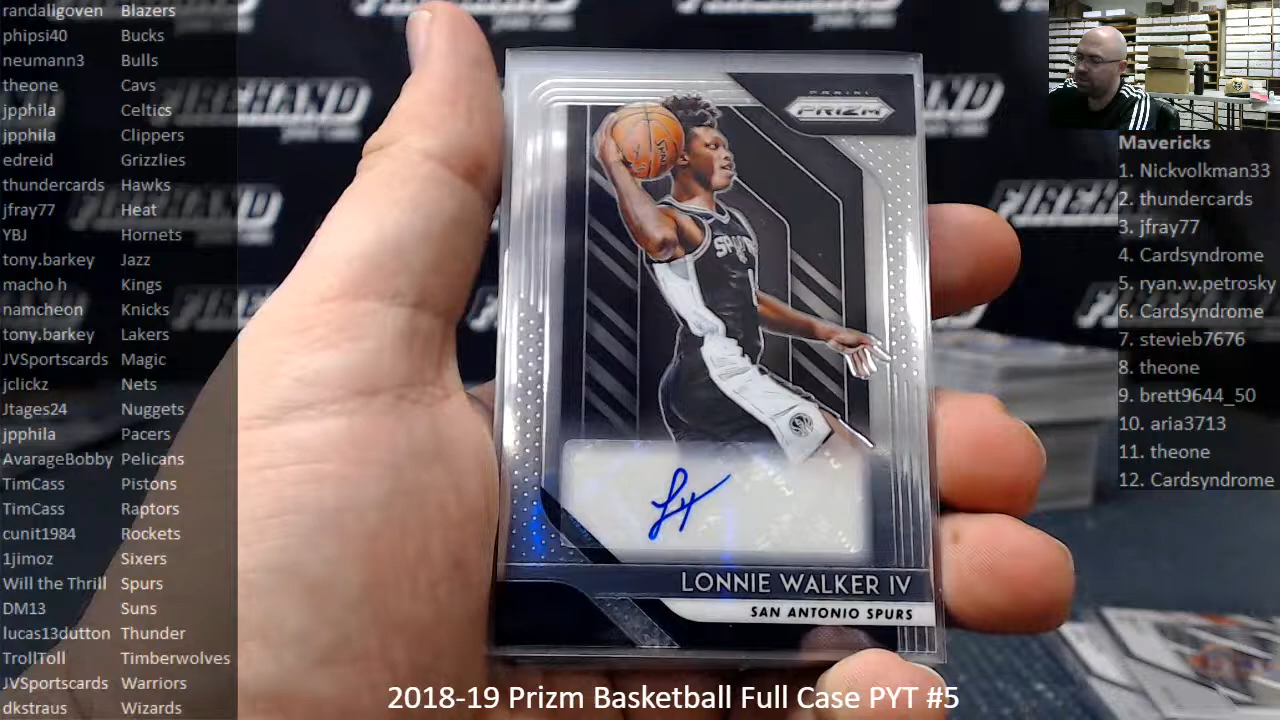 randallgoven Blazers
phipsi40 Bucks
neumann3 Bulls
theone Cavs
jpphila Celtics
jpphila Clippers
edreid Grizzlies
thundercards Hawks
jfray77 Heat
YBJ Hornets
tony.barkey Jazz
macho h Kings
namcheon Knicks
tony.barkey Lakers
JVSportscards Magic
jclickz Nets
Jtages24 Nuggets
jpphila Pacers
AvarageBobby Pelicans
TimCass Pistons
TimCass Raptors
cunit1984 Rockets
1jimoz Sixers
Will the Thrill Spurs
DM13 Suns
lucas13dutton Thunder
TrollToll Timberwolves
JVSportscards Warriors
dkstraus Wizards
FIREHAND
PANINI
PRIZM
SPURS
LONNIE WALKER IV
SAN ANTONIO SPURS
Mavericks
1. Nickvolkman33
2. thundercards
3. jfray77
4. Cardsyndrome
5. ryan.w.petrosky
6. Cardsyndrome
7. stevieb7676
8. theone
9. brett9644_50
10. aria3713
11. theone
12. Cardsyndrome
2018-19 Prizm Basketball Full Case PYT #5